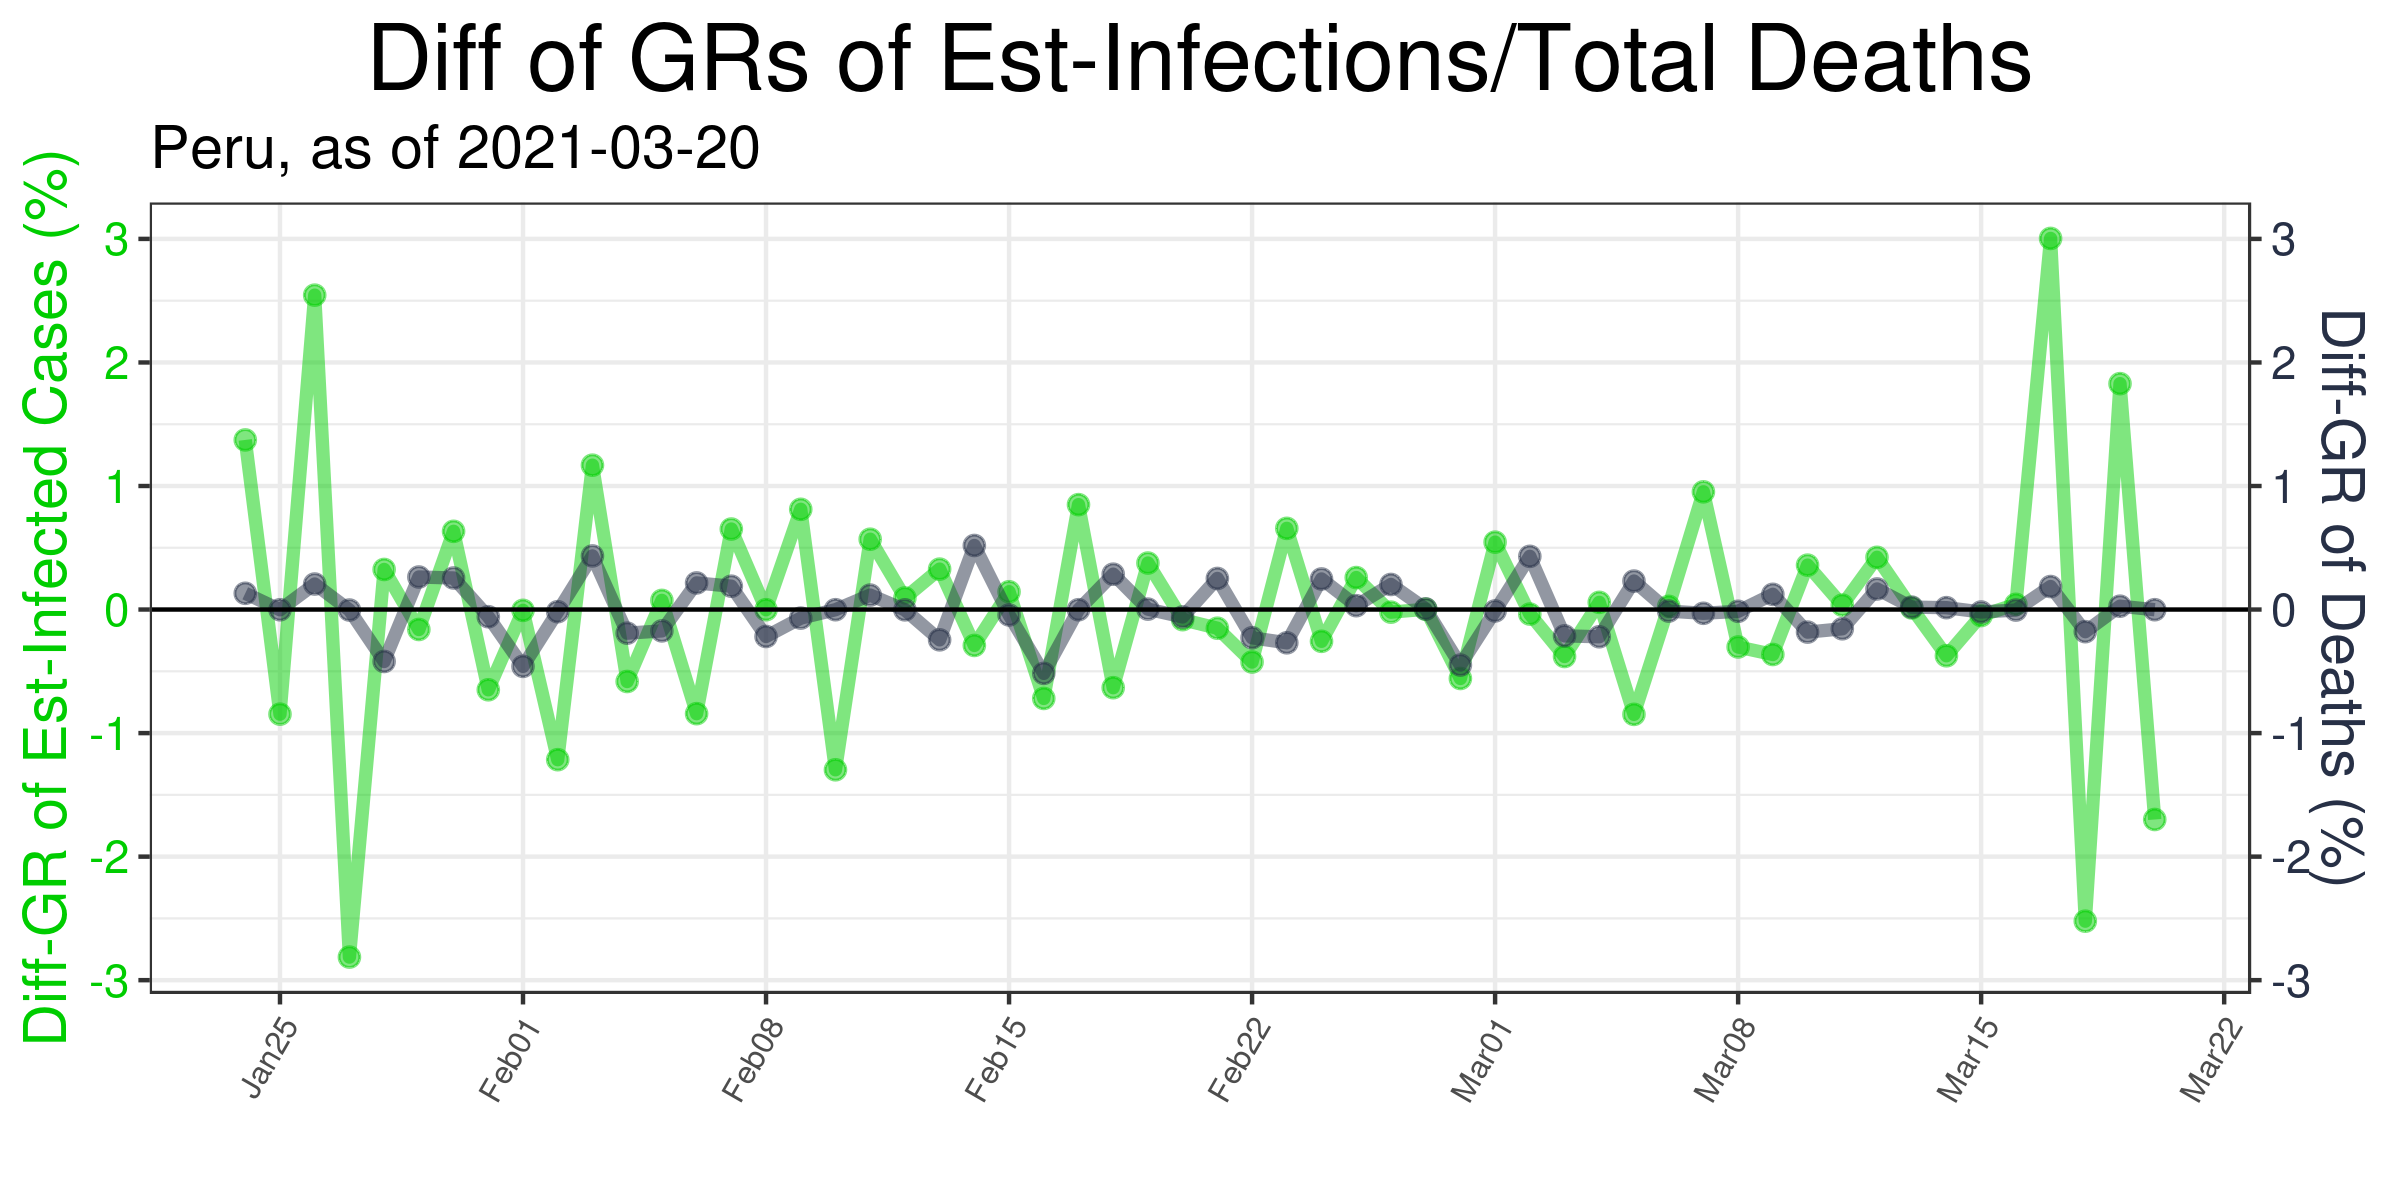 Diff of GRs of Est-Infections/Total Deaths
Peru, as of 2021-03-20
Diff-GR of Est-Infected Cases (%)
3
2
1
0
-1
-2
-3
3
2
1
0
-1
-2
-3
Diff-GR of Deaths (%)
Jan25
Feb01
Feb08
Feb15
Feb22
Mar01
Mar08
Mar15
Mar22